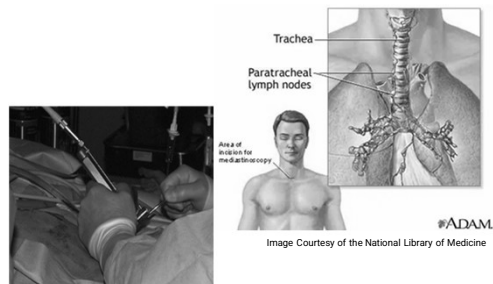 Trachea
Paratracheal
lymph nodes
Area of
incision for
mediastinoscopy
ADAM.
Image Courtesy of the National Library of Medicine